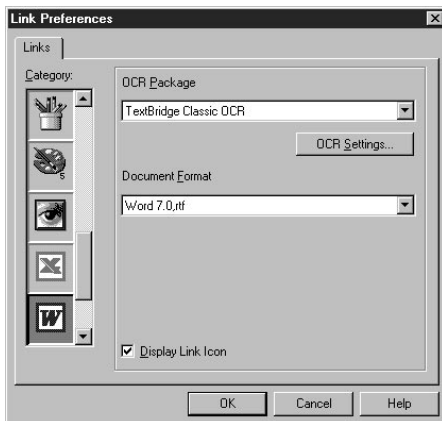 Link Preferences
Links
Category:
OCR Package
TextBridge Classic OCR
OCR Settings...
Document Format
Word 7.0,rtf
5
X
W
Display Link Icon
OK
Cancel
Help